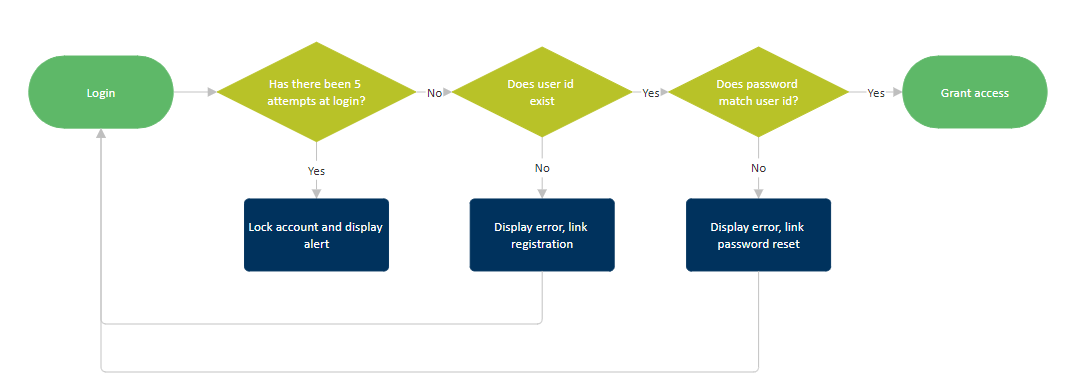 Login
Has there been 5
attempts at login?
No
Does user id
exist
Yes
Does password
match user id?
Yes
Grant access
Yes
No
No
Lock account and display
alert
Display error, link
registration
Display error, link
password reset